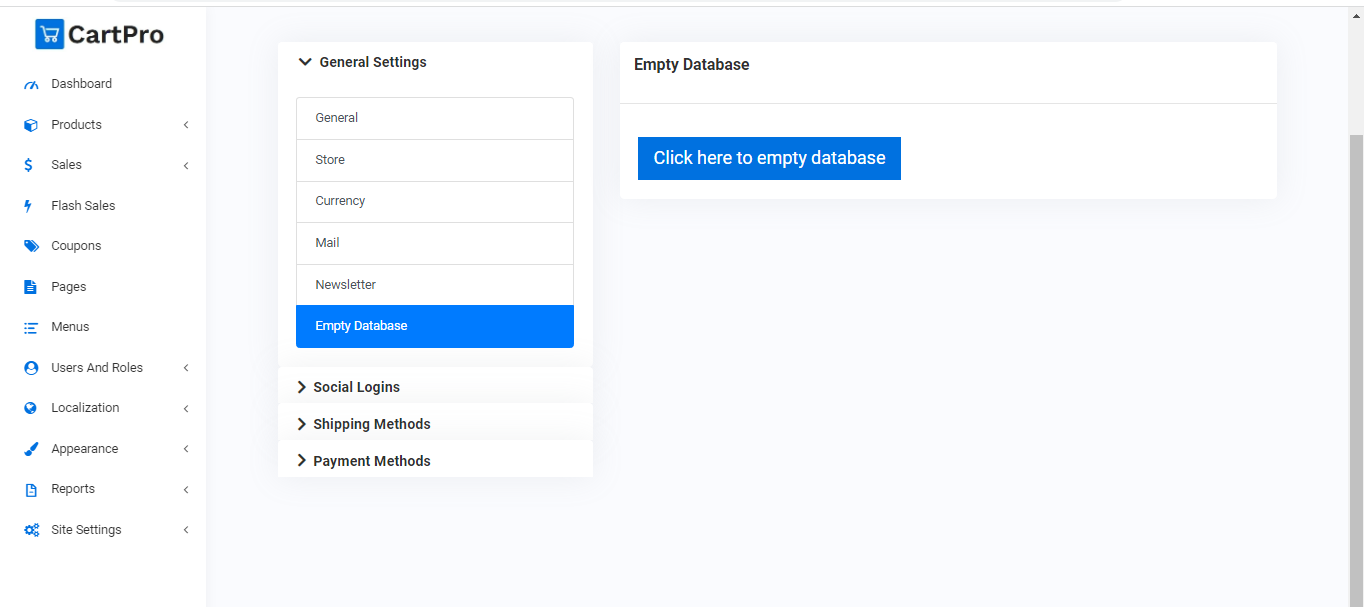 CartPro
Dashboard
Products
Sales
Flash Sales
Coupons
Pages
Menus
Users And Roles
Localization
Appearance
Reports
Site Settings
General Settings
General
Store
Currency
Mail
Newsletter
Empty Database
Social Logins
Shipping Methods
Payment Methods
Empty Database
Click here to empty database